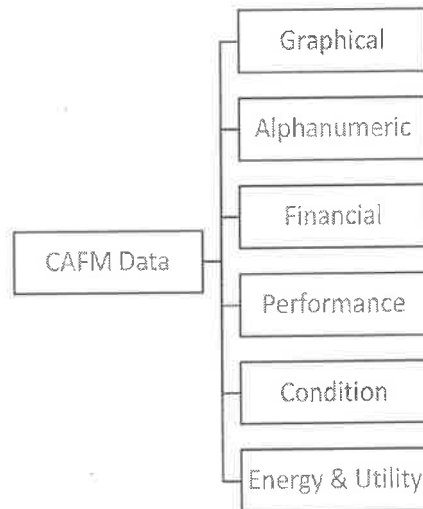 Graphical
Alphanumeric
Financial
CAFM Data
Performance
Condition
Energy & Utility